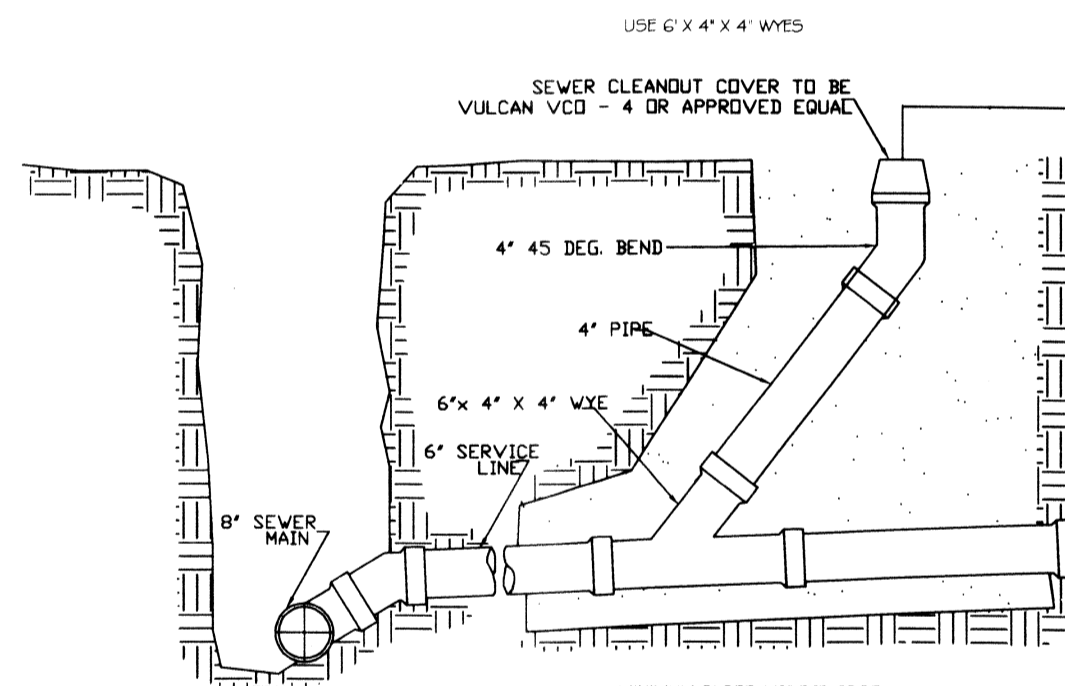 USE 6' X 4" X 4" WYES
SEWER CLEANOUT COVER TO BE
VULCAN VCO - 4 OR APPROVED EQUAL
4" 45 DEG. BEND
4" PIPE
6"x 4" X 4" WYE
6" SERVICE
LINE
8" SEWER
MAIN